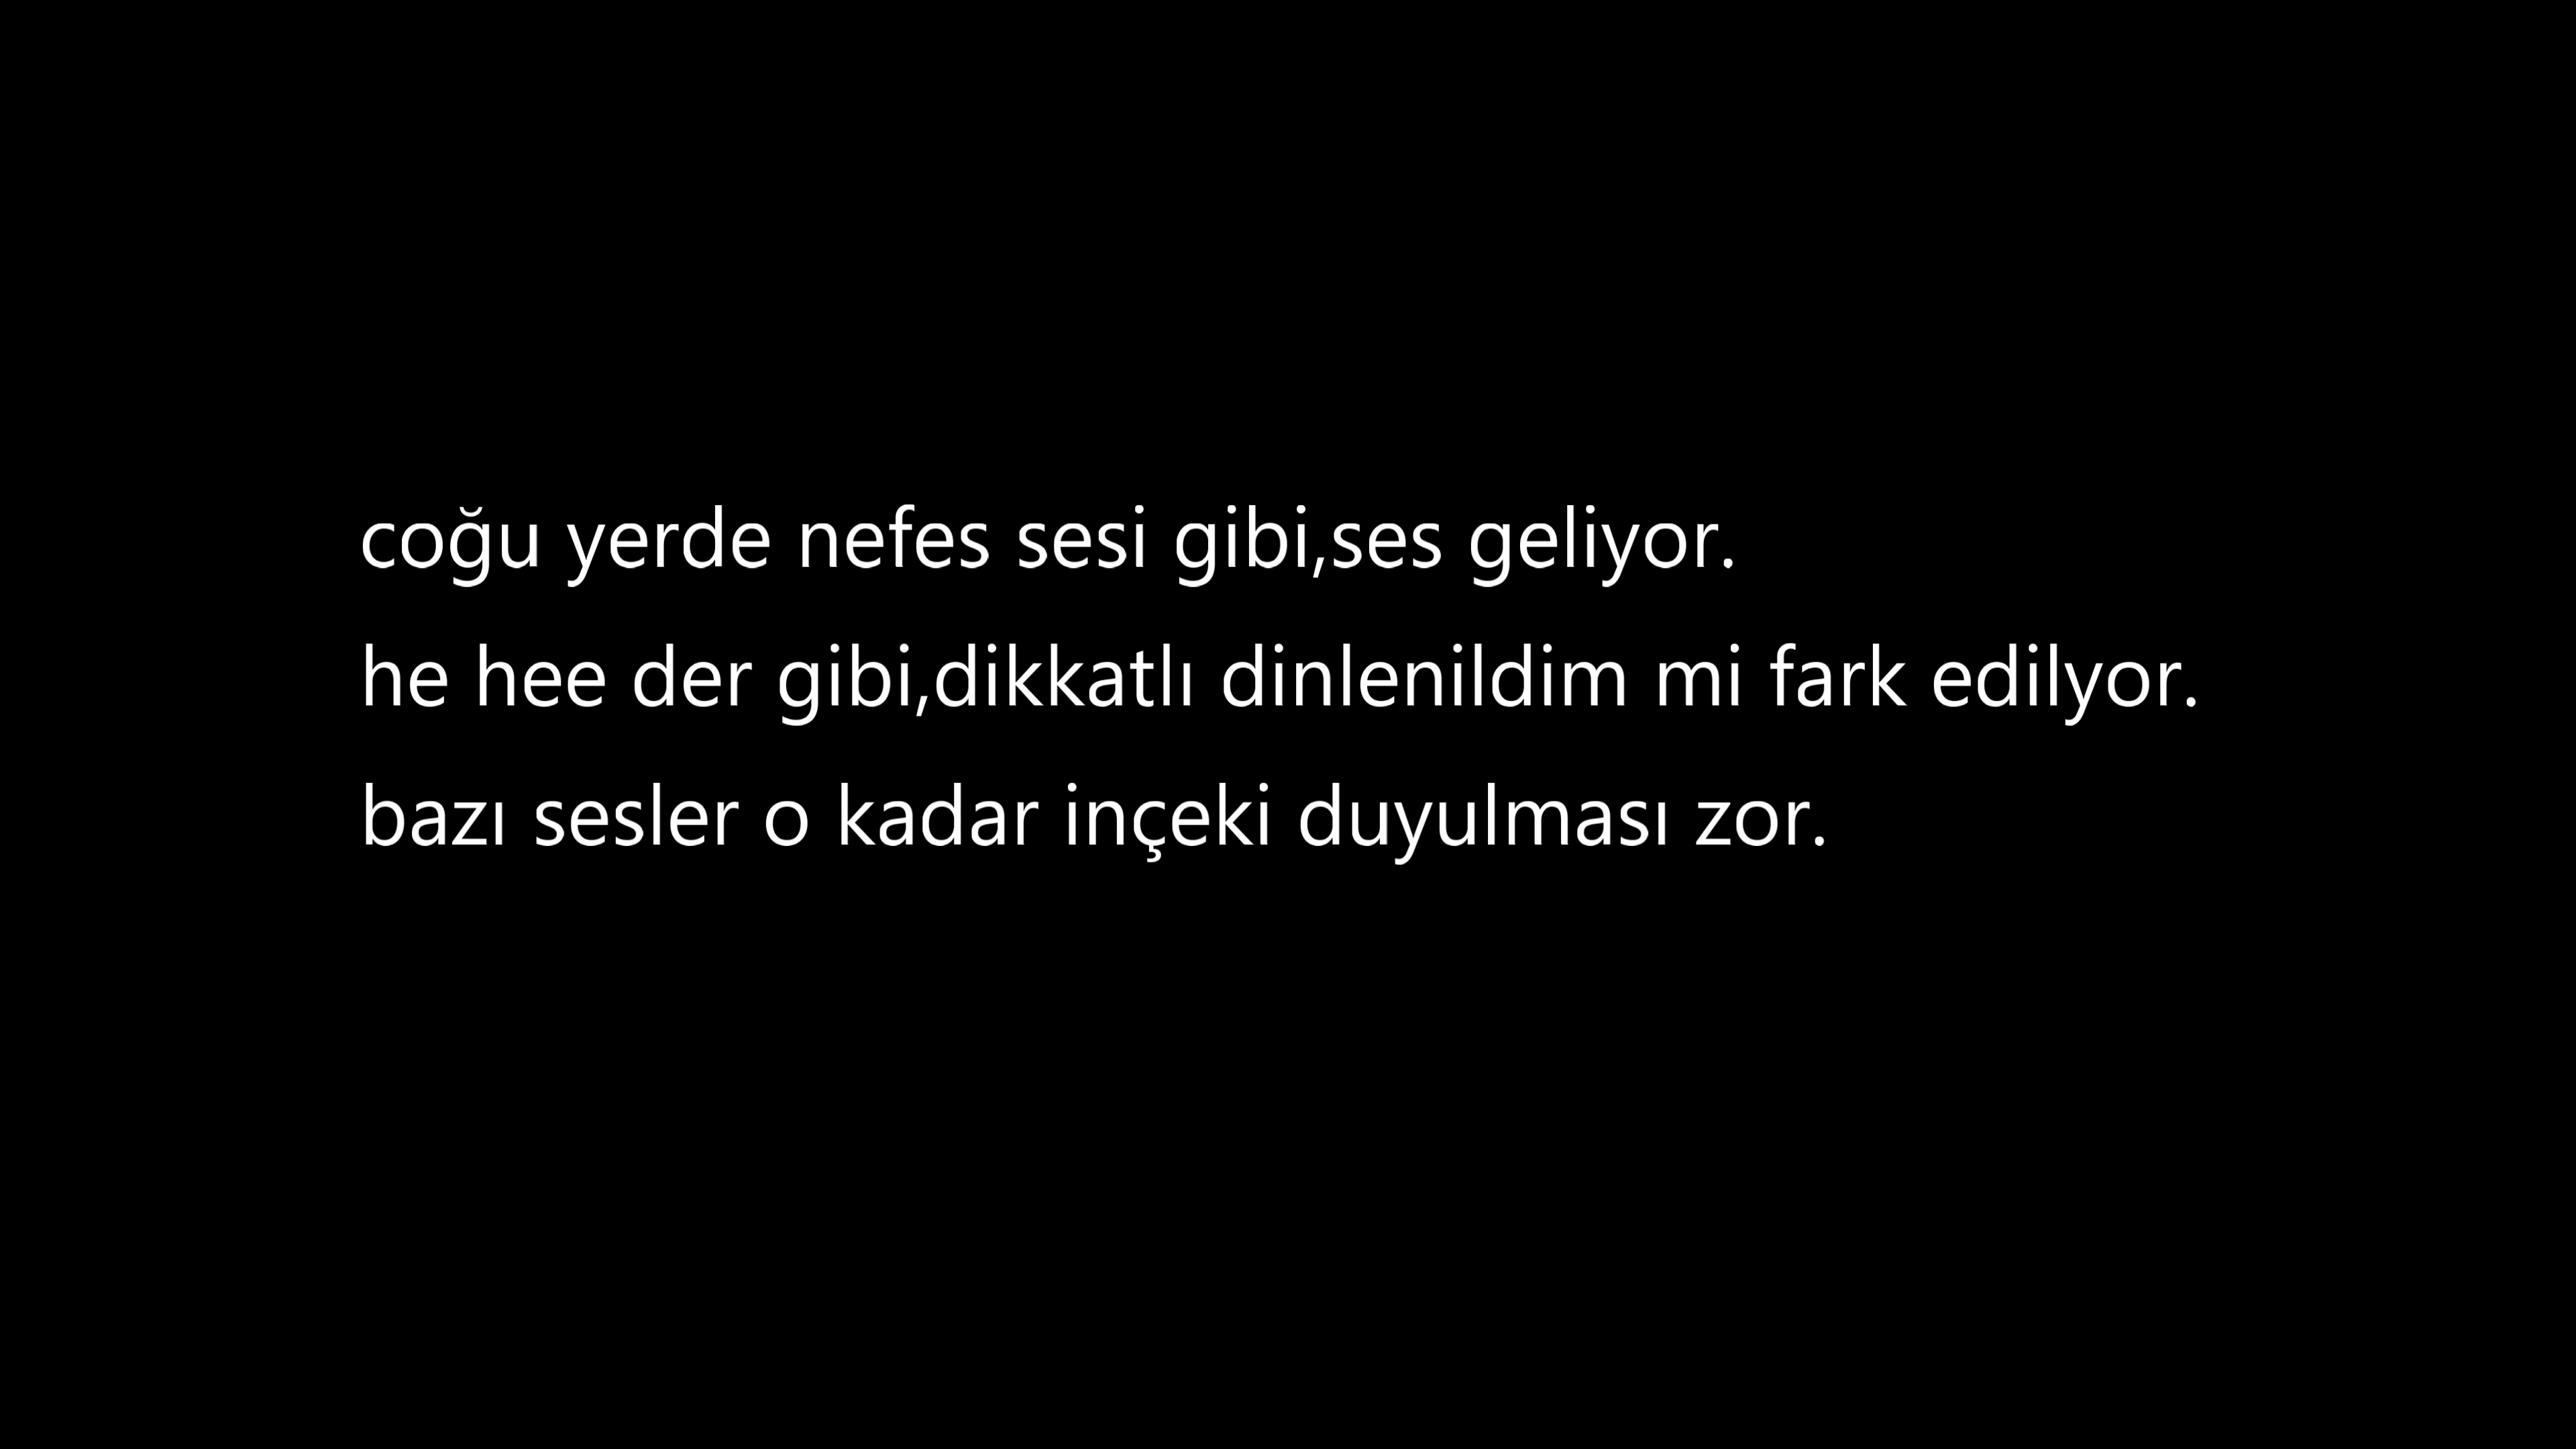 coğu yerde nefes sesi gibi,ses geliyor.
he hee der gibi,dikkatlı dinlenildim mi fark edilyor.
bazı sesler o kadar inçeki duyulması zor.